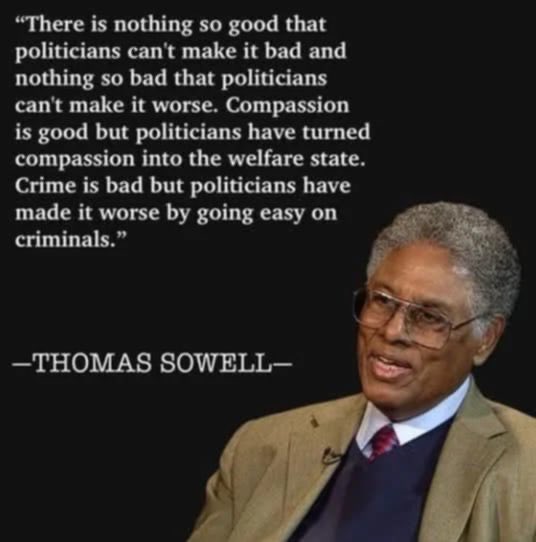 “There is nothing so good that
politicians can't make it bad and
nothing so bad that politicians
can't make it worse. Compassion
is good but politicians have turned
compassion into the welfare state.
Crime is bad but politicians have
made it worse by going easy on
criminals.”
—THOMAS SOWELL—